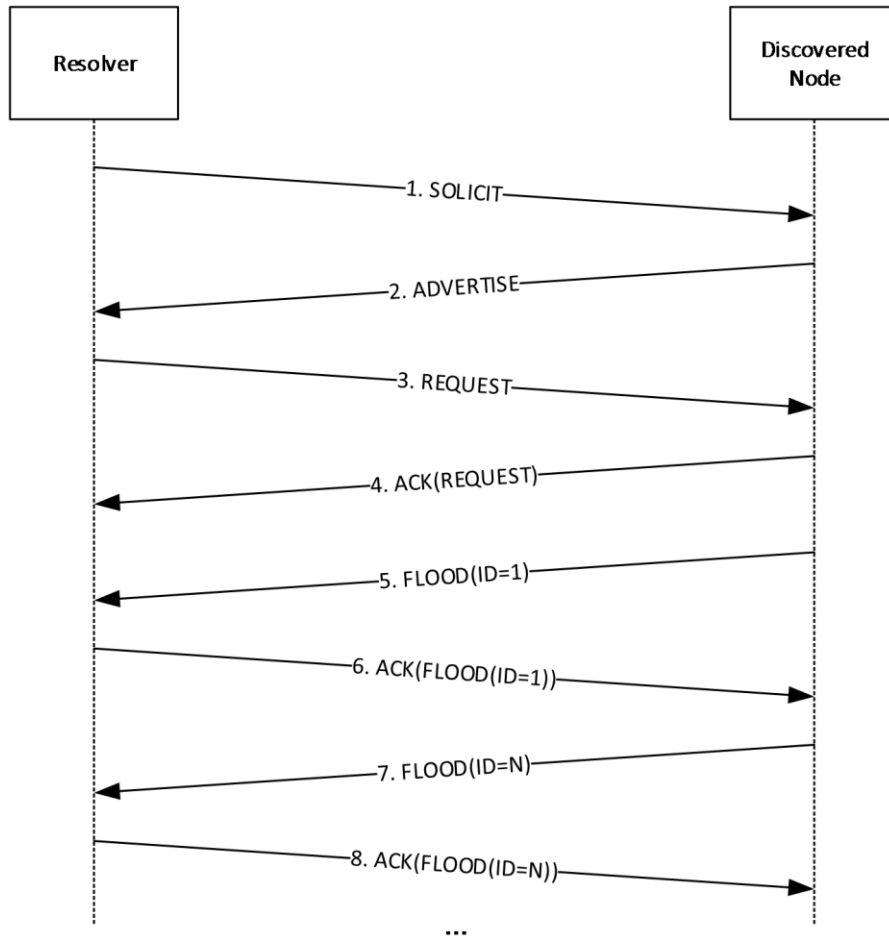 Resolver
Discovered
Node
1. SOLICIT
2. ADVERTISE
3. REQUEST
4. ACK(REQUEST)
5. FLOOD(ID=1)
6. ACK(FLOOD(ID=1))
7. FLOOD(ID=N)
8. ACK(FLOOD(ID=N))
...